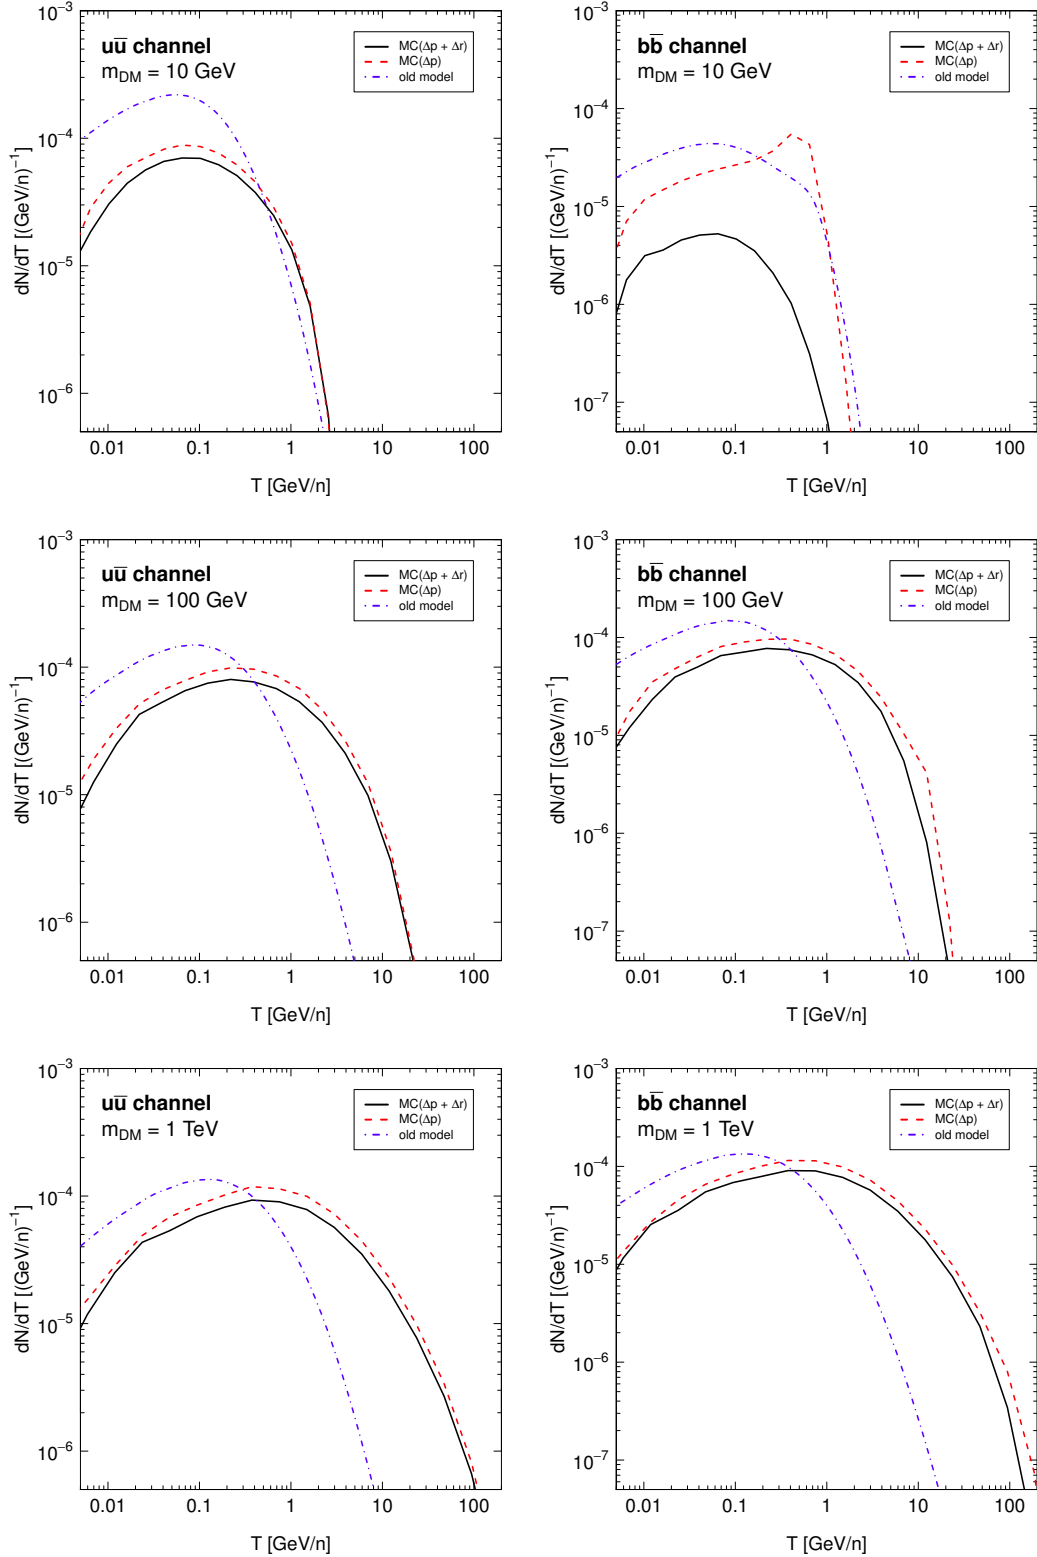 10⁻³
10⁻⁴
10⁻⁵
10⁻⁶
dN/dT [(GeV/n)⁻¹]
uū channel
m_DM = 10 GeV
MC(Δp + Δr)
MC(Δp)
old model
0.01 0.1 1 10 100
T [GeV/n]
10⁻³
10⁻⁴
10⁻⁵
10⁻⁶
10⁻⁷
dN/dT [(GeV/n)⁻¹]
bb̄ channel
m_DM = 10 GeV
MC(Δp + Δr)
MC(Δp)
old model
0.01 0.1 1 10 100
T [GeV/n]
10⁻³
10⁻⁴
10⁻⁵
10⁻⁶
dN/dT [(GeV/n)⁻¹]
uū channel
m_DM = 100 GeV
MC(Δp + Δr)
MC(Δp)
old model
0.01 0.1 1 10 100
T [GeV/n]
10⁻³
10⁻⁴
10⁻⁵
10⁻⁶
10⁻⁷
dN/dT [(GeV/n)⁻¹]
bb̄ channel
m_DM = 100 GeV
MC(Δp + Δr)
MC(Δp)
old model
0.01 0.1 1 10 100
T [GeV/n]
10⁻³
10⁻⁴
10⁻⁵
10⁻⁶
dN/dT [(GeV/n)⁻¹]
uū channel
m_DM = 1 TeV
MC(Δp + Δr)
MC(Δp)
old model
0.01 0.1 1 10 100
T [GeV/n]
10⁻³
10⁻⁴
10⁻⁵
10⁻⁶
10⁻⁷
dN/dT [(GeV/n)⁻¹]
bb̄ channel
m_DM = 1 TeV
MC(Δp + Δr)
MC(Δp)
old model
0.01 0.1 1 10 100
T [GeV/n]